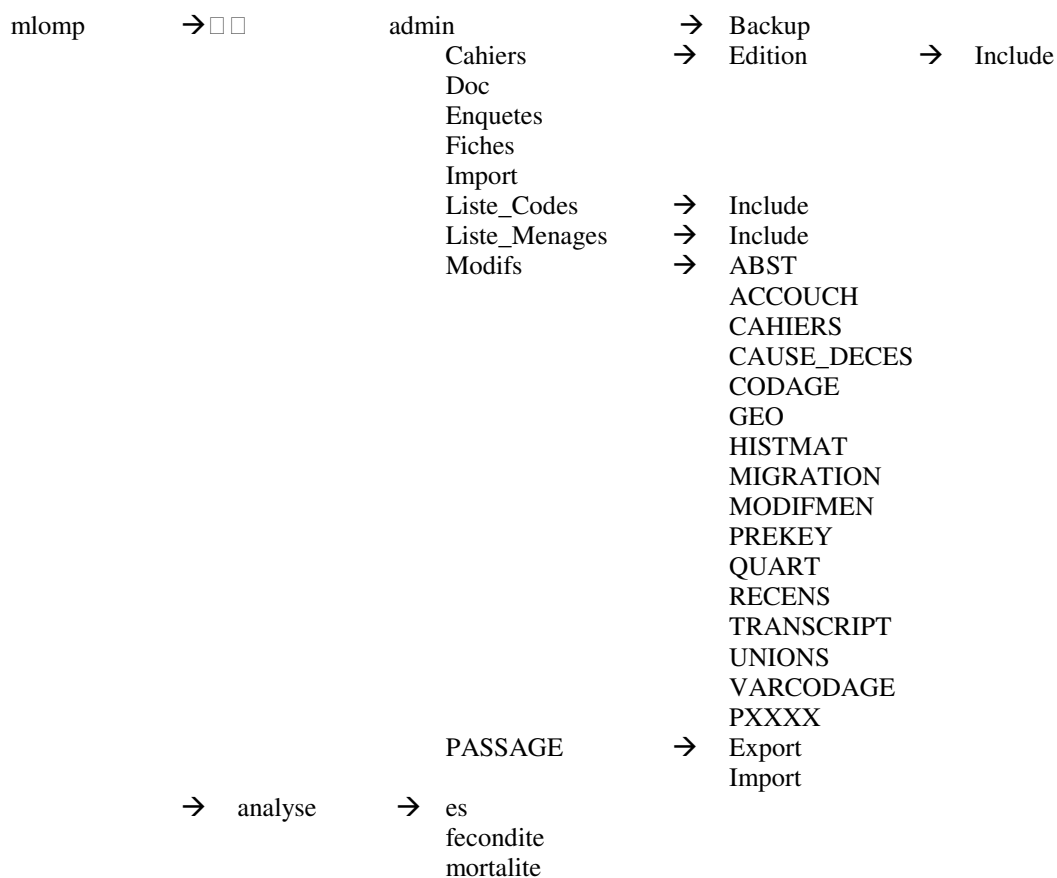 mlomp → □ □ admin → Backup
Cahiers → Edition → Include
Doc
Enquetes
Fiches
Import
Liste_Codes → Include
Liste_Menages → Include
Modifs → ABST
ACCOUCH
CAHIERS
CAUSE_DECES
CODAGE
GEO
HISTMAT
MIGRATION
MODIFMEN
PREKEY
QUART
RECENS
TRANSCRIPT
UNIONS
VARCODAGE
PXXXX
PASSAGE → Export
Import
→ analyse → es
fecondite
mortalite